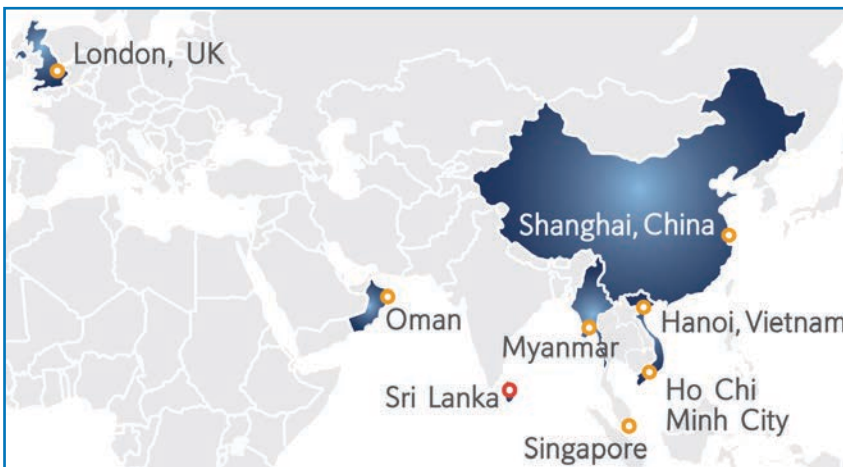 London, UK
Shanghai, China
Oman
Hanoi, Vietnam
Myanmar
Sri Lanka
Ho Chi
Minh City
Singapore